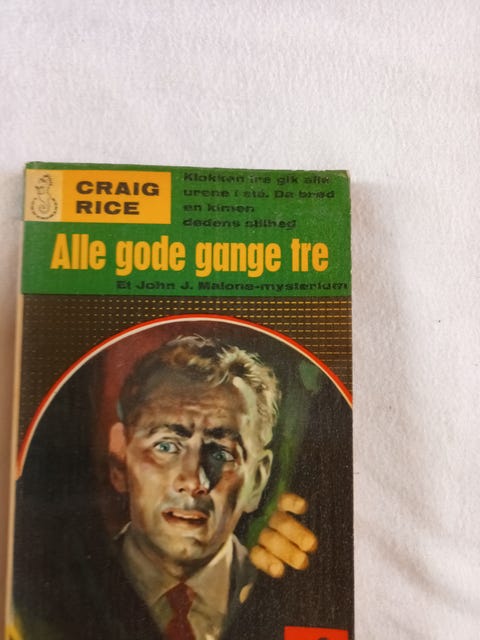 CRAIG
RICE
Klokken tre gik alle
urene i stå. Da brød
en kimen
dødens stilhed
Alle gode gange tre
Et John J. Malone-mysterium